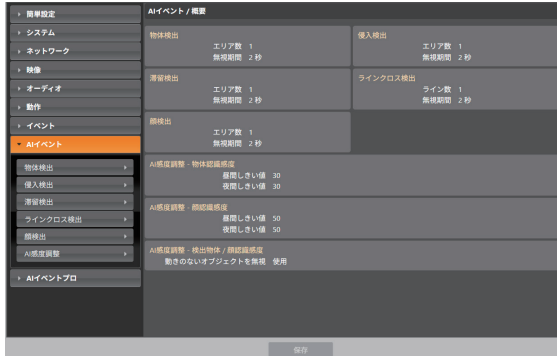 簡単設定
システム
ネットワーク
映像
オーディオ
動作
イベント
AIイベント
物体検出
侵入検出
滞留検出
ラインクロス検出
顔検出
AI感度調整
AIイベントプロ
AIイベント / 概要
物体検出
エリア数 1
無視期間 2 秒
侵入検出
エリア数 1
無視期間 2 秒
滞留検出
エリア数 1
無視期間 2 秒
ラインクロス検出
ライン数 1
無視期間 2 秒
顔検出
エリア数 1
無視期間 2 秒
AI感度調整 - 物体認識感度
昼間しきい値 30
夜間しきい値 30
AI感度調整 - 顔認識感度
昼間しきい値 50
夜間しきい値 50
AI感度調整 - 検出物体 / 顔認識感度
動きのないオブジェクトを無視 使用
保存